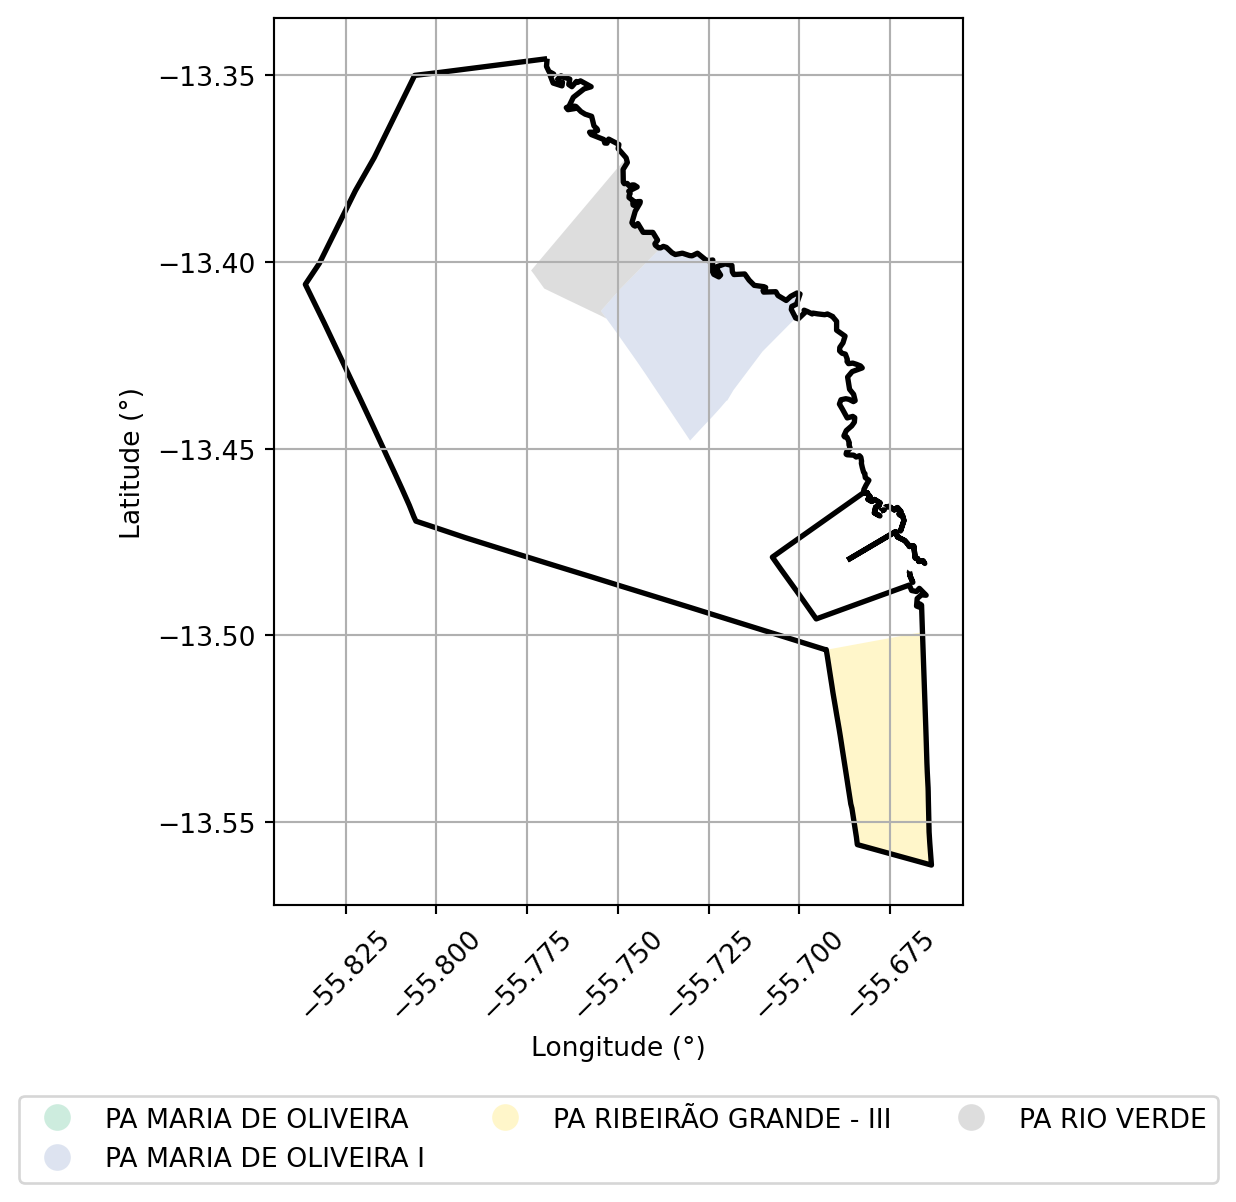 −13.35
−13.40
−13.45
−13.50
−13.55
Latitude (°)
−55.825
−55.800
−55.775
−55.750
−55.725
−55.700
−55.675
Longitude (°)
PA MARIA DE OLIVEIRA
PA MARIA DE OLIVEIRA I
PA RIBEIRÃO GRANDE - III
PA RIO VERDE